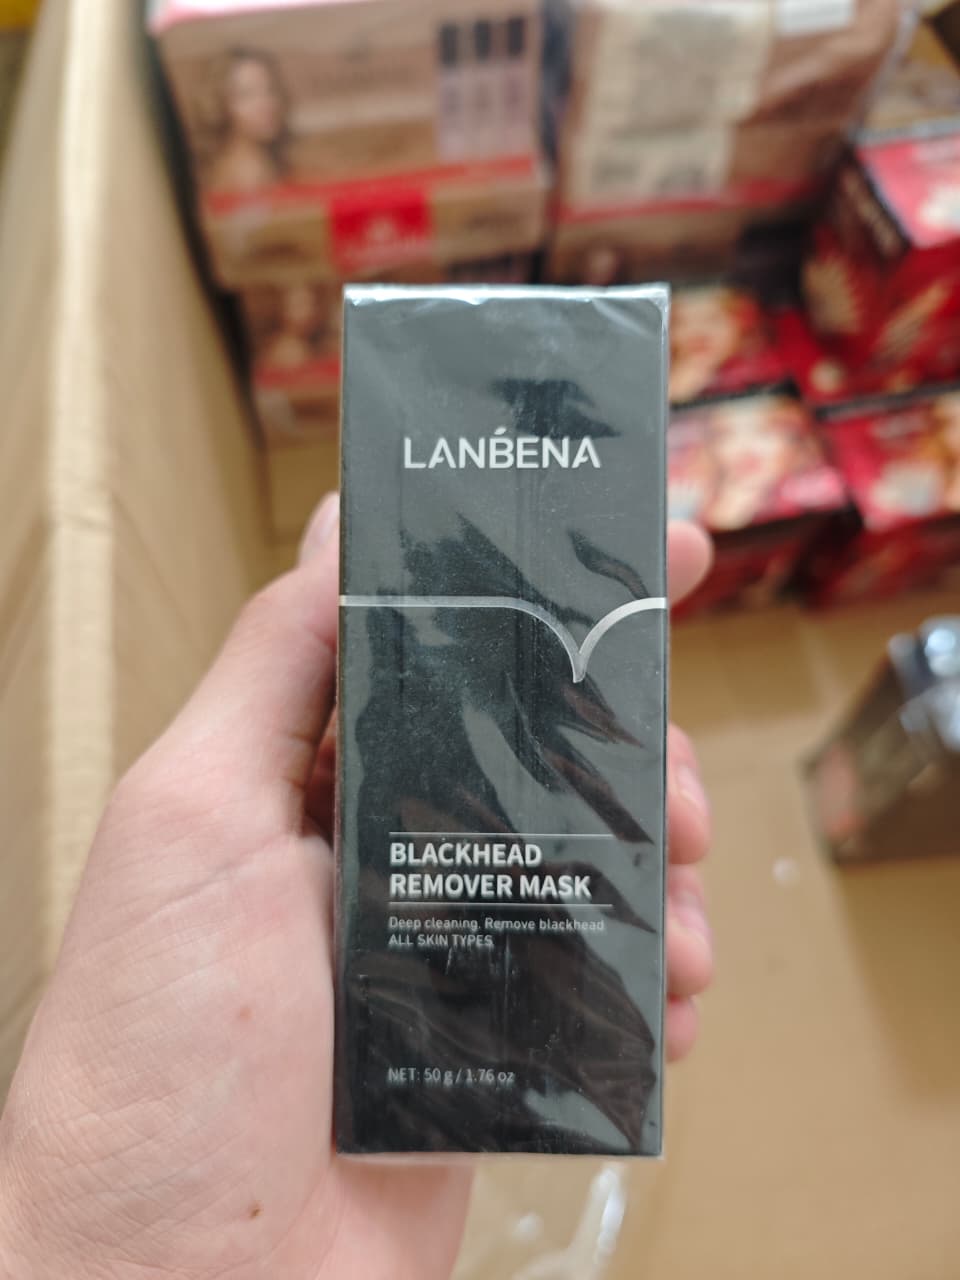 LANBENA
BLACKHEAD
REMOVER MASK
Deep cleaning, Remove blackhead
ALL SKIN TYPES
NET: 50 g / 1.76 oz